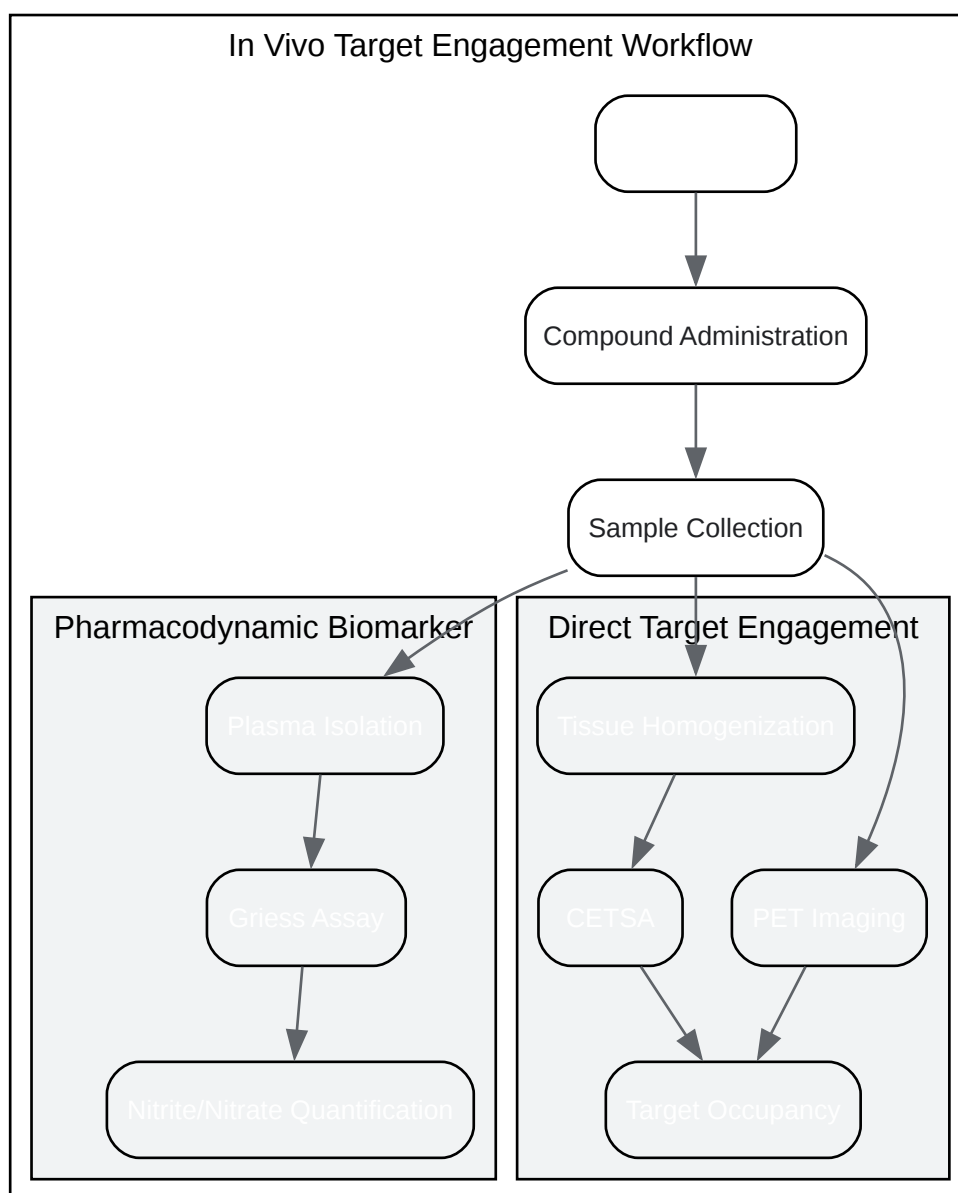 In Vivo Target Engagement Workflow
Compound Administration
Sample Collection
Pharmacodynamic Biomarker
Direct Target Engagement
Plasma Isolation
Tissue Homogenization
Griess Assay
CETSA
PET Imaging
Nitrite/Nitrate Quantification
Target Occupancy